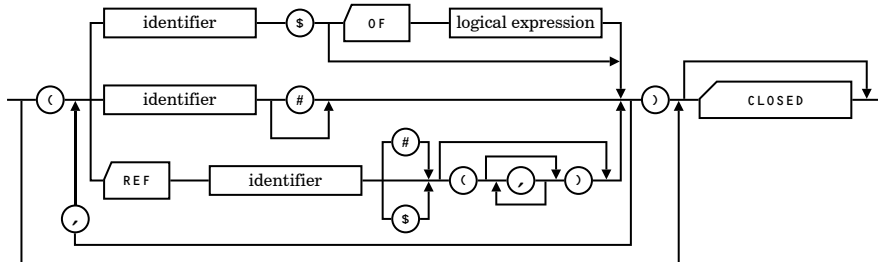 identifier $ OF logical expression
( identifier # ) CLOSED
REF identifier # $ ( , )
,